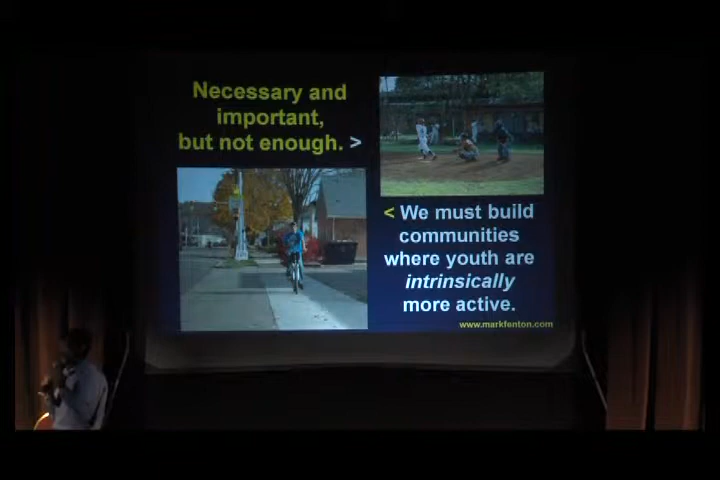 Necessary and
important,
but not enough. >
< We must build
communities
where youth are
intrinsically
more active.
www.markfenton.com